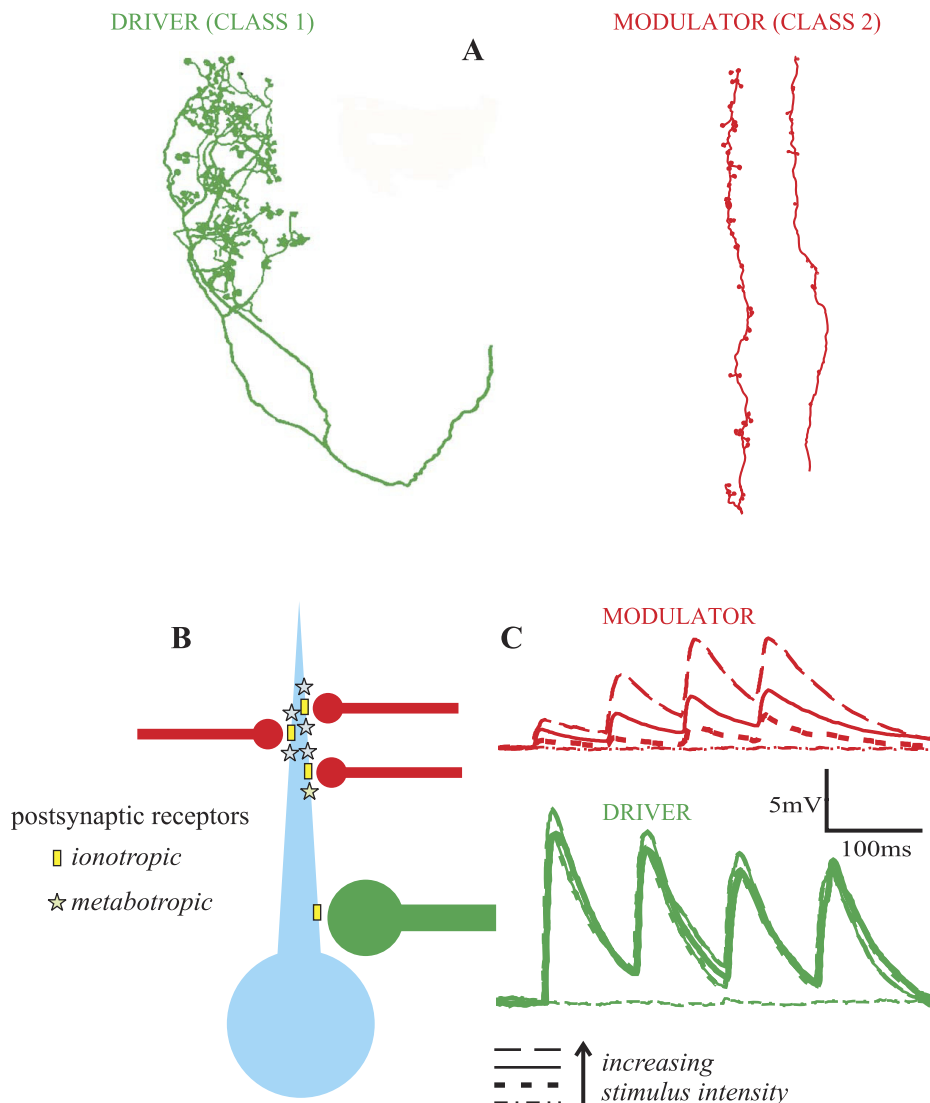 DRIVER (CLASS 1)
MODULATOR (CLASS 2)
A
B
postsynaptic receptors
ionotropic
metabotropic
C
MODULATOR
5mV
100ms
DRIVER
increasing
stimulus intensity